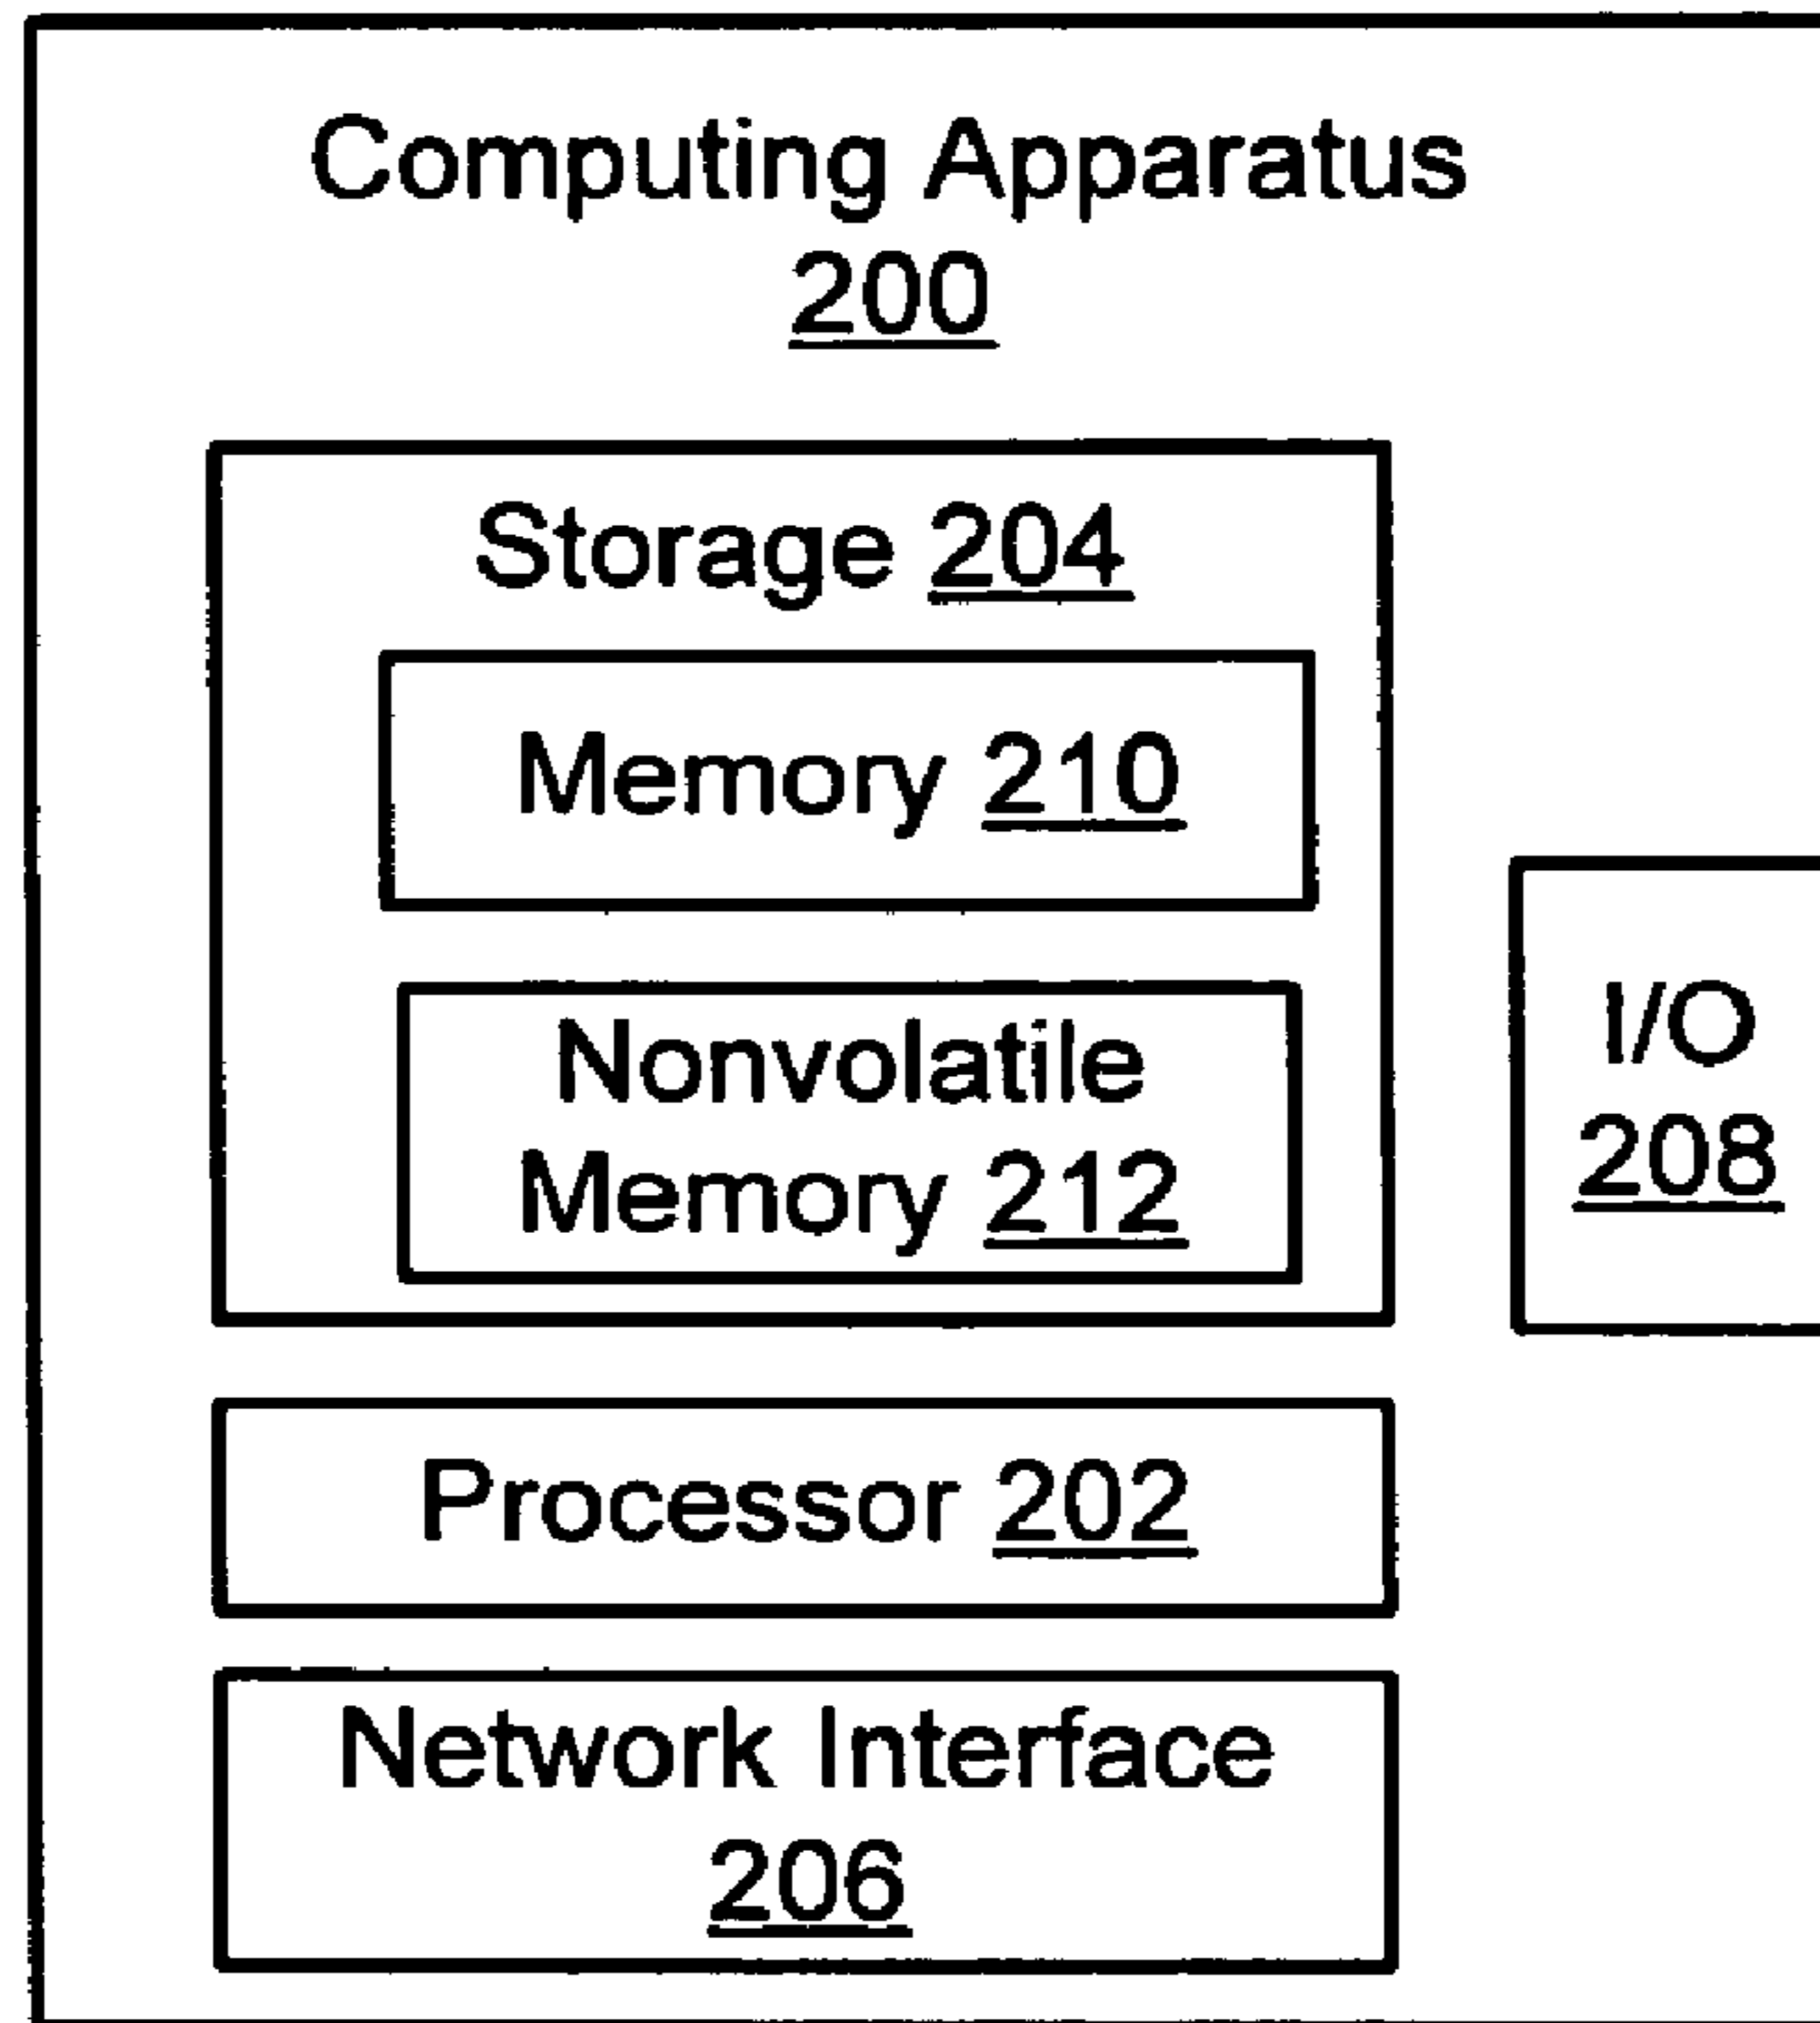 Computing Apparatus
200
Storage 204
Memory 210
Nonvolatile
Memory 212
I/O
208
Processor 202
Network Interface
206